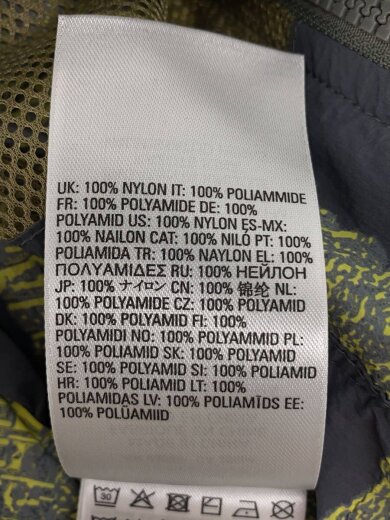 UK: 100% NYLON IT: 100% POLIAMMIDE
FR: 100% POLYAMIDE DE: 100%
POLYAMID US: 100% NYLON ES-MX:
100% NAILON CAT: 100% NILÓ PT: 100%
POLIAMIDA TR: 100% NAYLON EL: 100%
ΠΟΛΥΑΜΙΔΕΣ RU: 100% НЕЙЛОН
JP: 100% ナイロン CN: 100% 锦纶 NL:
100% POLYAMIDE CZ: 100% POLYAMID
DK: 100% POLYAMID FI: 100%
POLYAMIDI NO: 100% POLYAMMID PL:
100% POLIAMID SK: 100% POLYAMID
SE: 100% POLYAMID SI: 100% POLIAMID
HR: 100% POLIAMID LT: 100%
POLIAMIDAS LV: 100% POLIAMĪDS EE:
100% POLÜAMIID
30